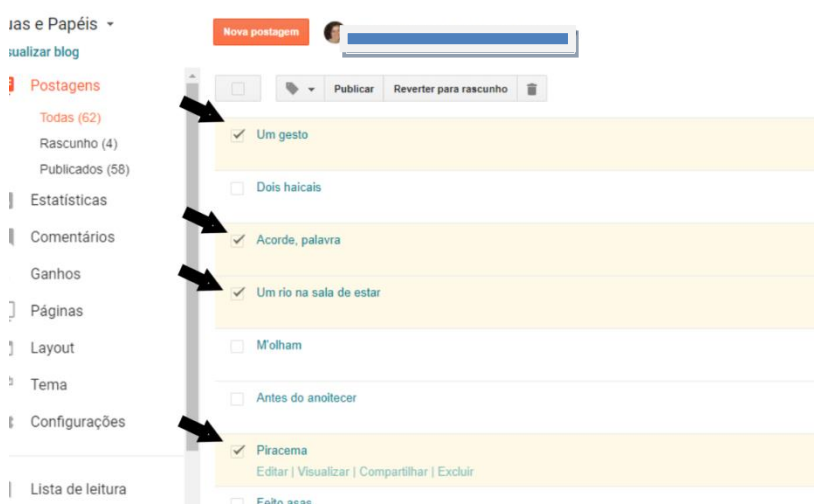 uas e Papéis
sualizar blog
Nova postagem
Postagens
Todas (62)
Rascunho (4)
Publicados (58)
Estatísticas
Comentários
Ganhos
Páginas
Layout
Tema
Configurações
Lista de leitura
Publicar
Reverter para rascunho
Um gesto
Dois haicais
Acorde, palavra
Um rio na sala de estar
M'olham
Antes do anoitecer
Piracema
Editar | Visualizar | Compartilhar | Excluir
Feito asas